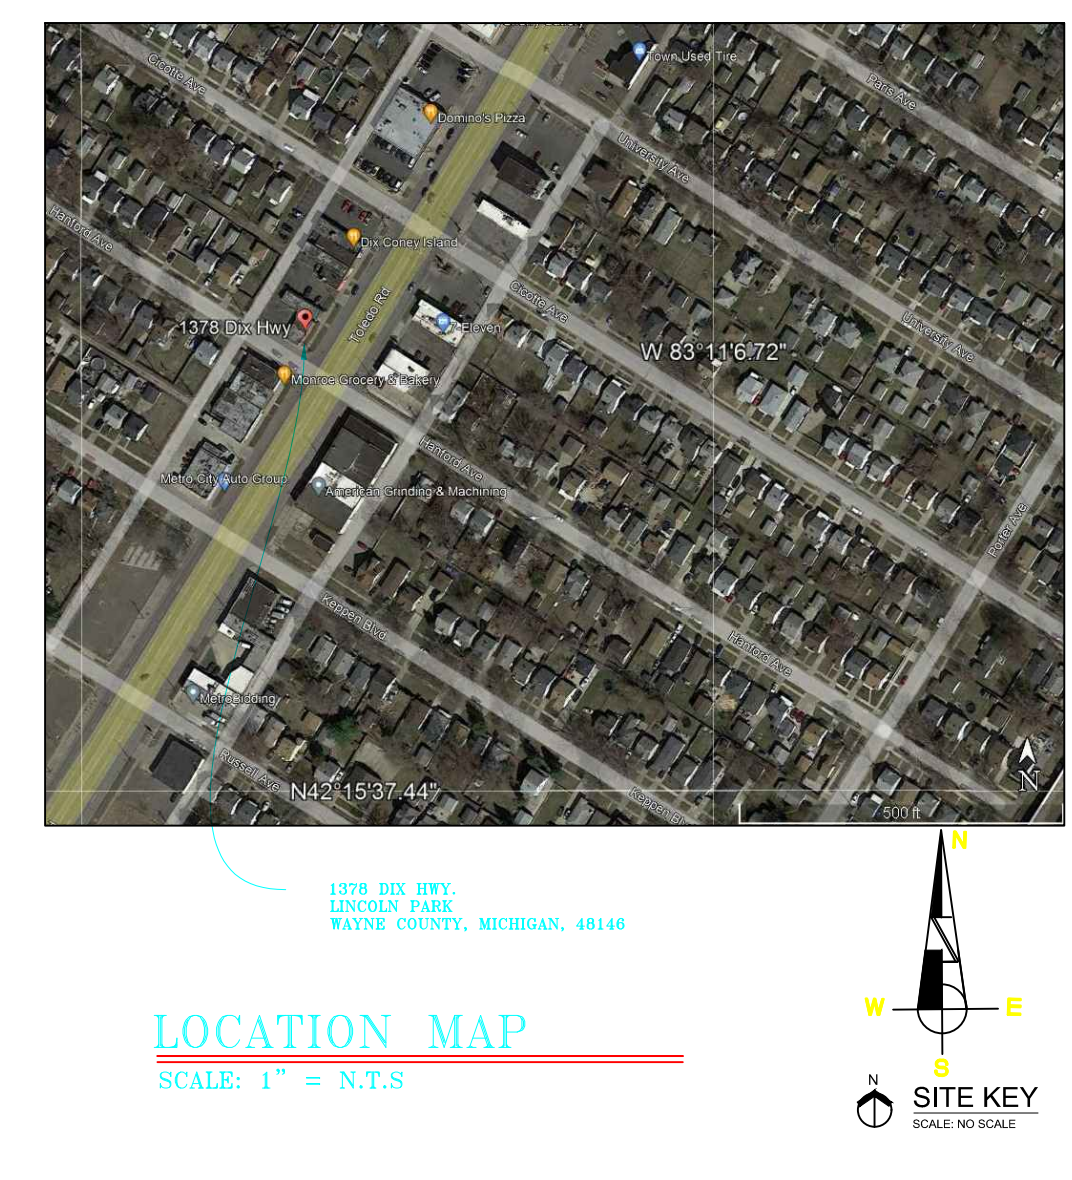 Town Used Tire
Cicotte Ave
Paris Ave
Domino's Pizza
University Ave
Hanford Ave
Dix Coney Island
Cicotte Ave
Toledo Rd
1378 Dix Hwy
7-Eleven
University Ave
W 83°11'6.72"
Monroe Grocery & Bakery
Hanford Ave
Metro City Auto Group
American Grinding & Machining
Porter Ave
Keppen Blvd
Hanford Ave
MetroBidding
Russell Ave
N42°15'37.44"
Keppen Blv
N
500 ft
N
1378 DIX HWY.
LINCOLN PARK
WAYNE COUNTY, MICHIGAN, 48146
W
E
LOCATION MAP
S
SCALE: 1" = N.T.S
N
SITE KEY
SCALE: NO SCALE